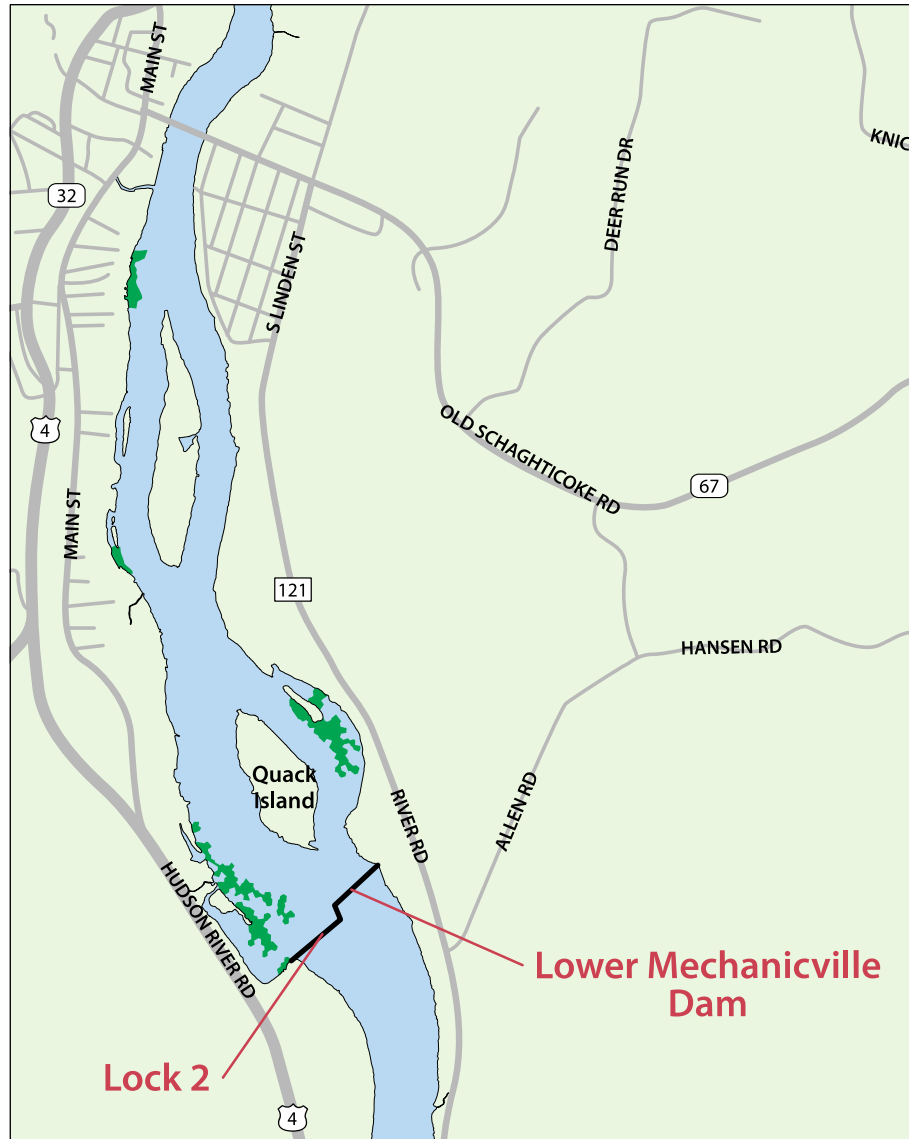 MAIN ST
KNIC
32
DEER RUN DR
S LINDEN ST
4
OLD SCHAGHTICOKE RD
67
MAIN ST
121
HANSEN RD
Quack
Island
RIVER RD
ALLEN RD
HUDSON RIVER RD
Lower Mechanicville
Dam
Lock 2
4